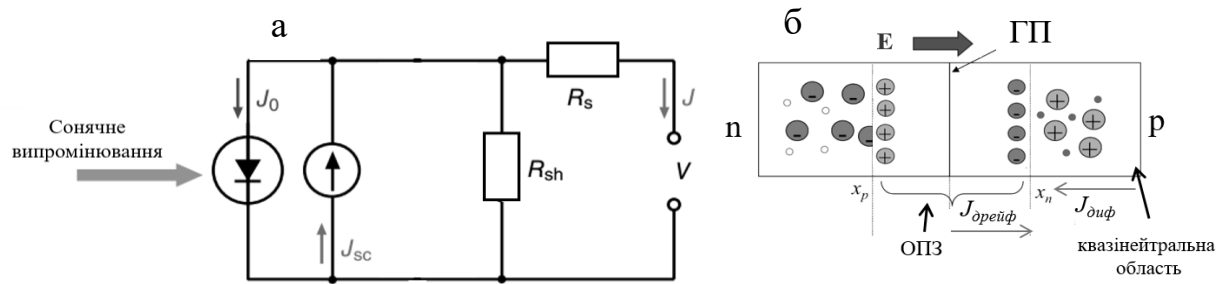 а
Сонячне
випромінювання
J0
Jsc
Rs
Rsh
J
V
б
E
ГП
n
p
- - - - -
+ + + +
- - - -
+ + + +
xp
xn
Jдрейф
Jдиф
ОПЗ
квазінейтральна
область